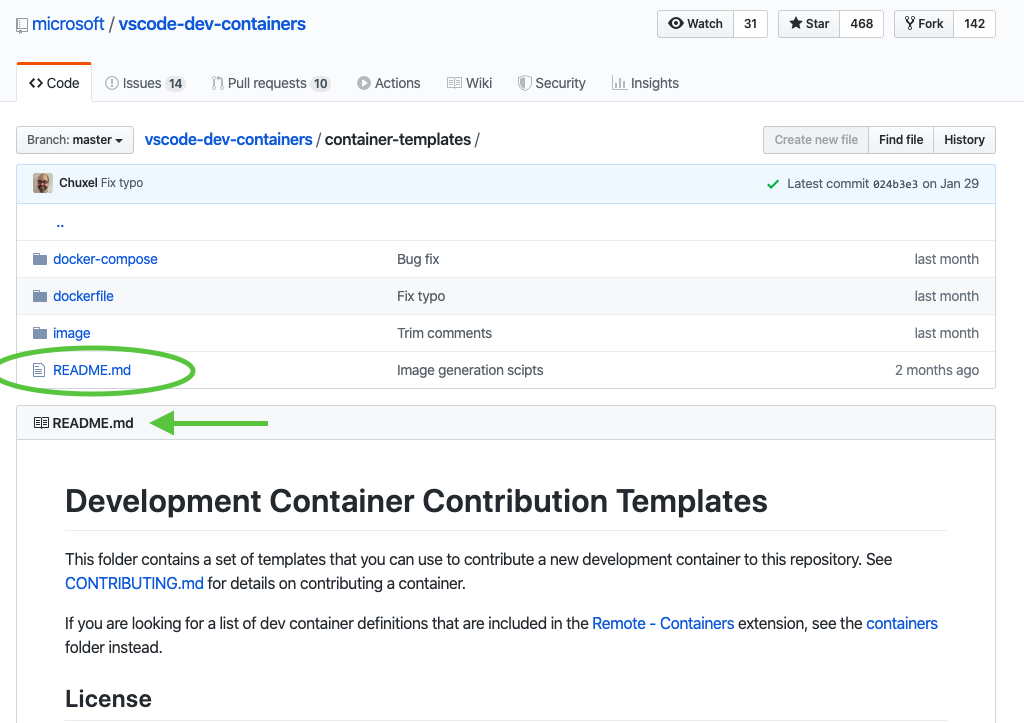 microsoft / vscode-dev-containers
Watch 31 Star 468 Fork 142
Code Issues 14 Pull requests 10 Actions Wiki Security Insights
Branch: master vscode-dev-containers / container-templates / Create new file Find file History
Chuxel Fix typo Latest commit 024b3e3 on Jan 29
..
docker-compose Bug fix last month
dockerfile Fix typo last month
image Trim comments last month
README.md Image generation scipts 2 months ago
README.md
Development Container Contribution Templates
This folder contains a set of templates that you can use to contribute a new development container to this repository. See
CONTRIBUTING.md for details on contributing a container.
If you are looking for a list of dev container definitions that are included in the Remote - Containers extension, see the containers
folder instead.
License